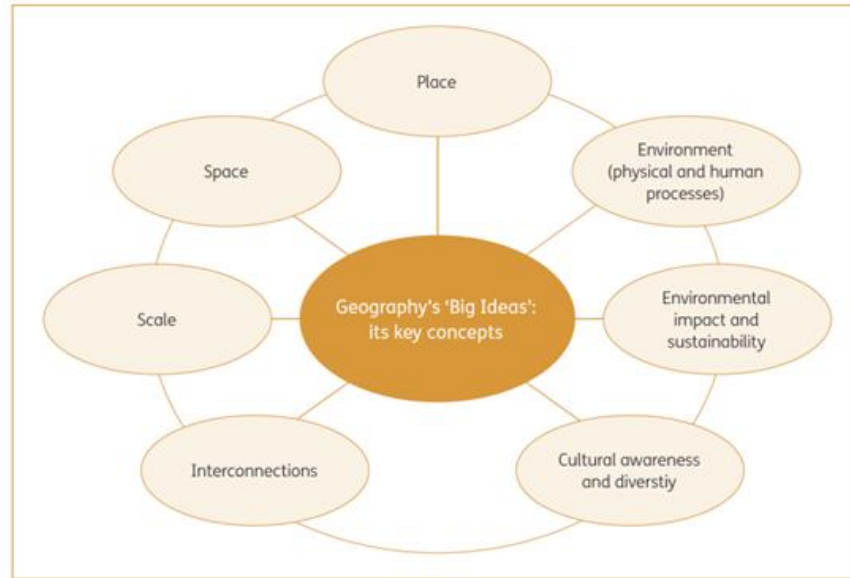 Place
Environment
(physical and human
processes)
Space
Geography's 'Big Ideas':
its key concepts
Environmental
impact and
sustainability
Scale
Cultural awareness
and diverstiy
Interconnections